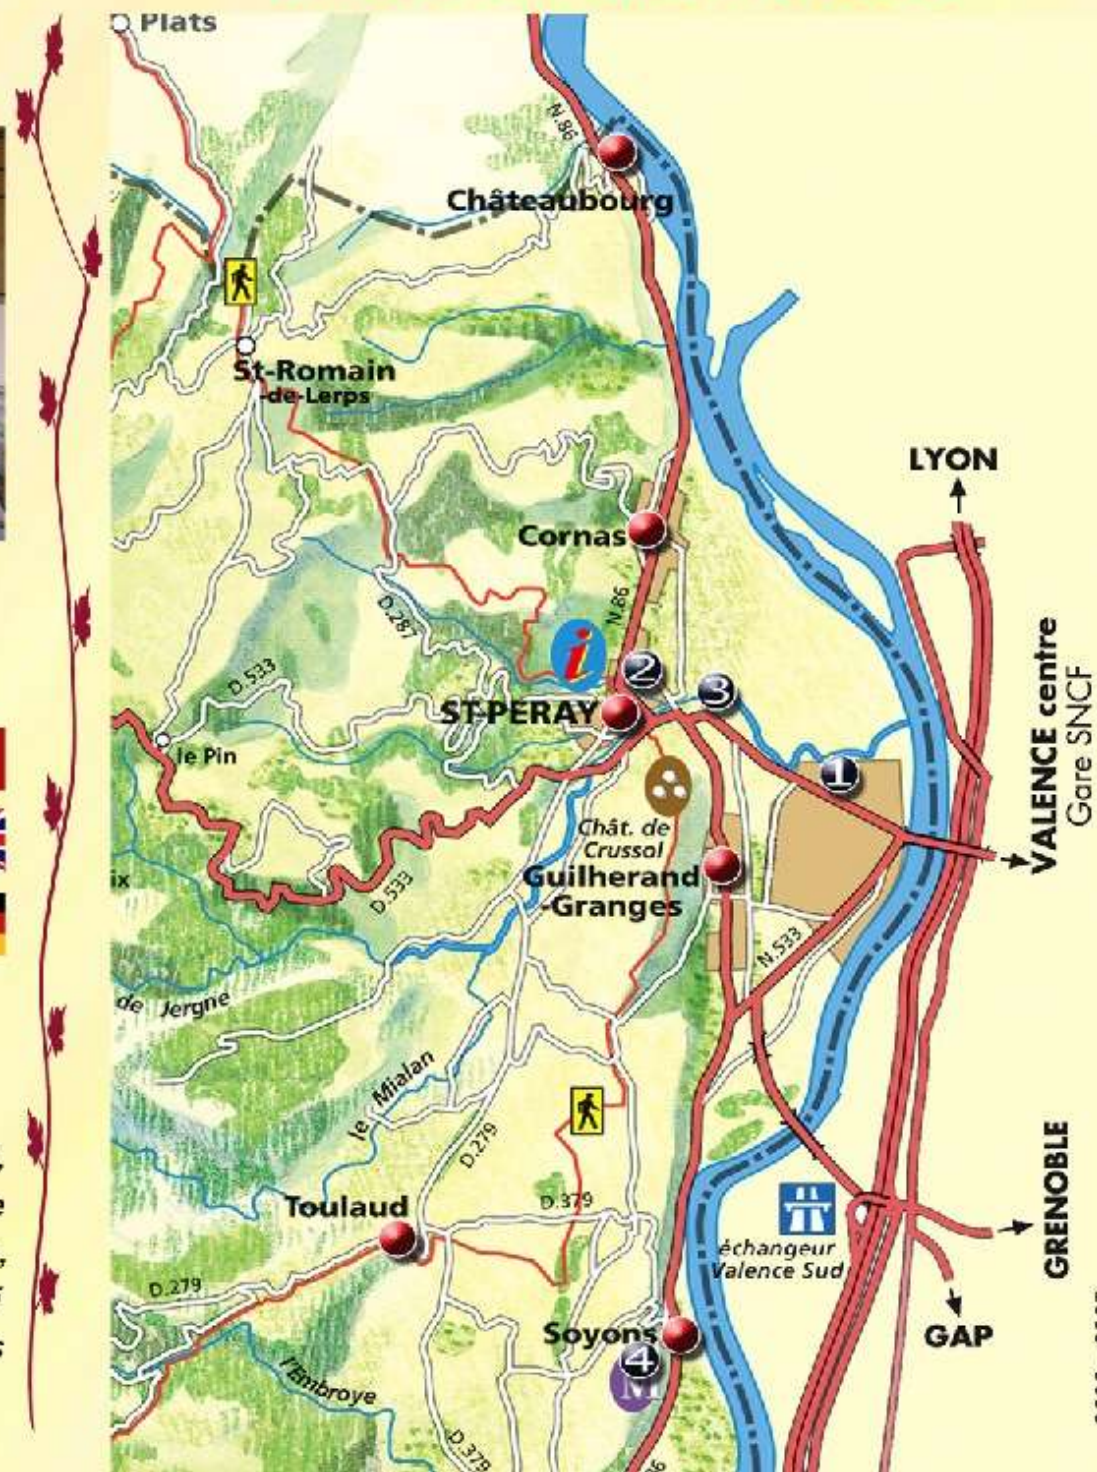 Plats
N.86
Châteaubourg
St-Romain
-de-Lerps
LYON
Cornas
N.86
D.287
i
2
D.533
3
ST-PERAY
VALENCE centre
Gare SNCF
le Pin
1
Chât. de
Crussol
Guilherand
-Granges
ix
D.533
N.533
de Jergne
le Mialan
D.279
Toulaud
D.379
GRENOBLE
échangeur
Valence Sud
D.279
GAP
Soyons
4
M
l'Embroye
D.379